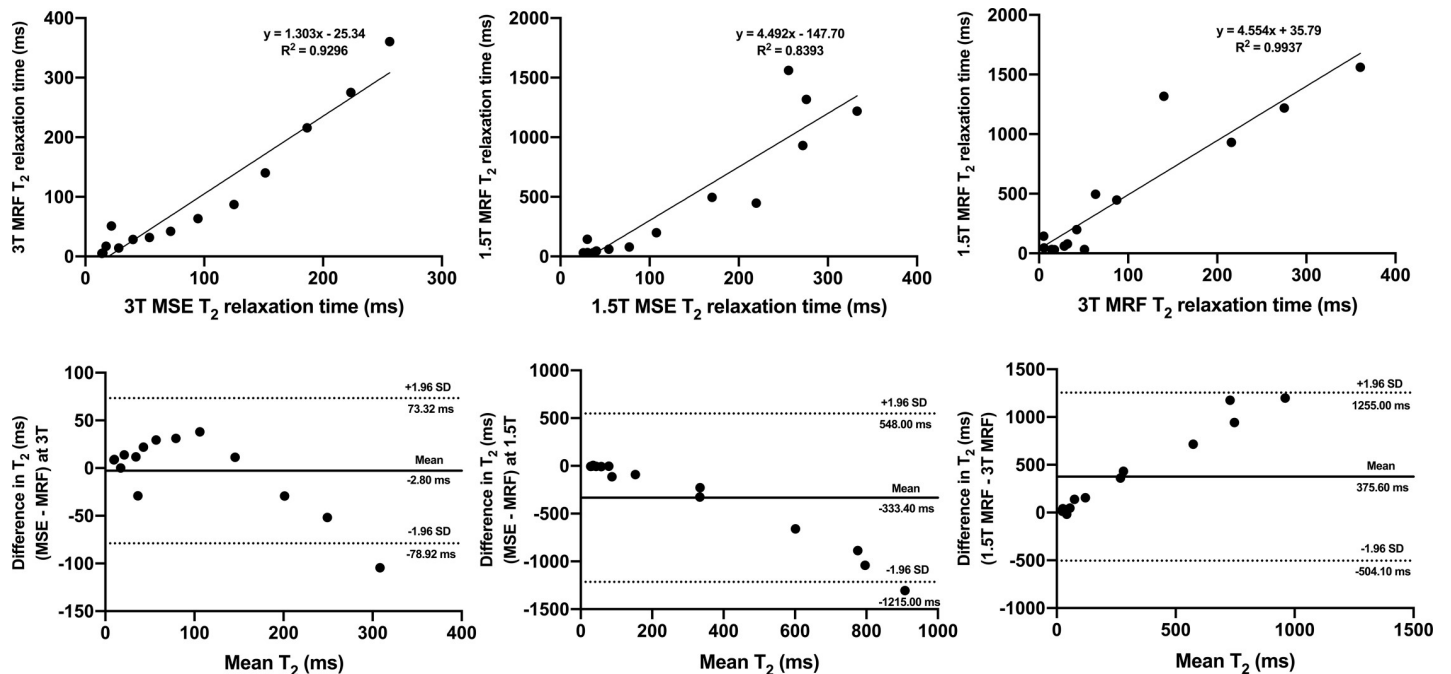 y = 1.303x - 25.34
R² = 0.9296
3T MRF T₂ relaxation time (ms)
400
300
200
100
0
0 100 200 300
3T MSE T₂ relaxation time (ms)
y = 4.492x - 147.70
R² = 0.8393
1.5T MRF T₂ relaxation time (ms)
2000
1500
1000
500
0
0 100 200 300 400
1.5T MSE T₂ relaxation time (ms)
y = 4.554x + 35.79
R² = 0.9937
1.5T MRF T₂ relaxation time (ms)
2000
1500
1000
500
0
0 100 200 300 400
3T MRF T₂ relaxation time (ms)
Difference in T₂ (ms)
(MSE - MRF) at 3T
100
50
0
-50
-100
-150
+1.96 SD
73.32 ms
Mean
-2.80 ms
-1.96 SD
-78.92 ms
0 100 200 300 400
Mean T₂ (ms)
Difference in T₂ (ms)
(MSE - MRF) at 1.5T
1000
500
0
-500
-1000
-1500
+1.96 SD
548.00 ms
Mean
-333.40 ms
-1.96 SD
-1215.00 ms
0 200 400 600 800 1000
Mean T₂ (ms)
Difference in T₂ (ms)
(1.5T MRF - 3T MRF)
1500
1000
500
0
-500
-1000
+1.96 SD
1255.00 ms
Mean
375.60 ms
-1.96 SD
-504.10 ms
0 500 1000 1500
Mean T₂ (ms)